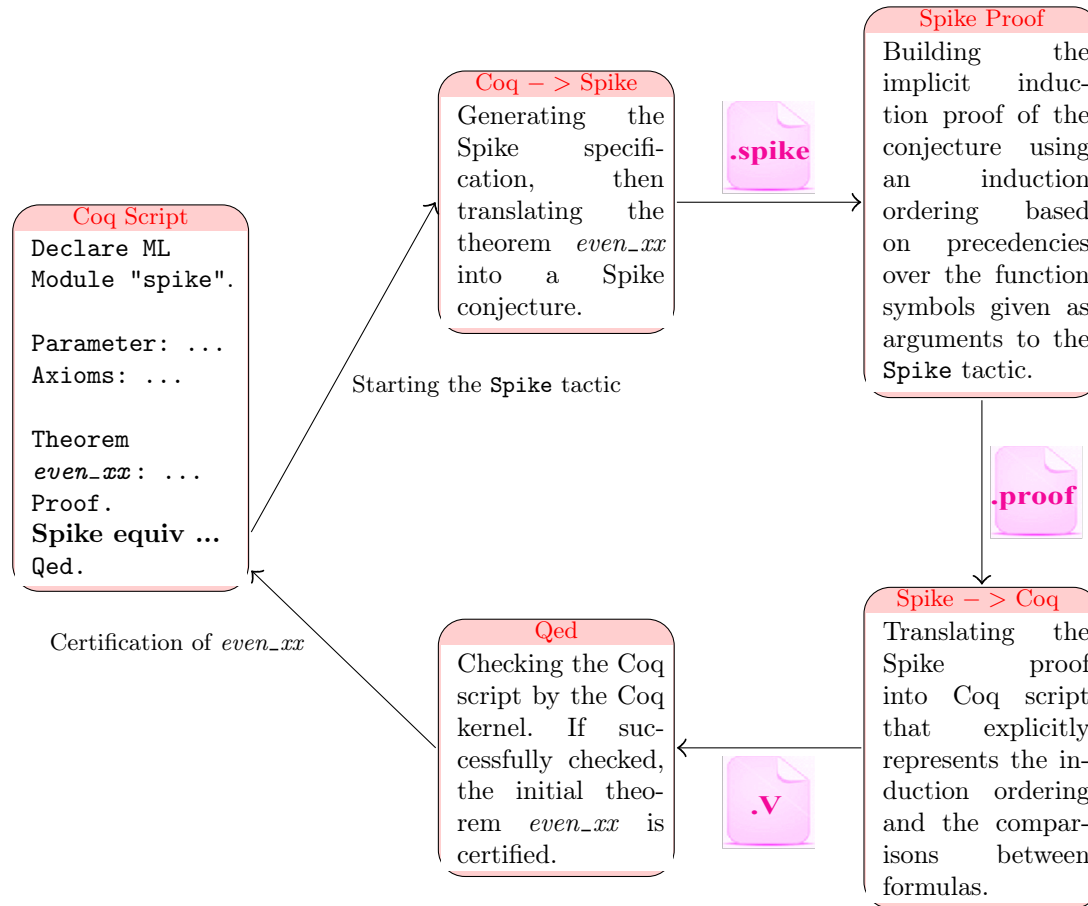 Coq Script
Declare ML
Module "spike".
Parameter: ...
Axioms: ...
Theorem
even_xx: ...
Proof.
Spike equiv ...
Qed.
Starting the Spike tactic
Coq − > Spike
Generating the
Spike specifi-
cation, then
translating the
theorem even_xx
into a Spike
conjecture.
.spike
Spike Proof
Building the
implicit induc-
tion proof of the
conjecture using
an induction
ordering based
on precedencies
over the function
symbols given as
arguments to the
Spike tactic.
.proof
Spike − > Coq
Translating the
Spike proof
into Coq script
that explicitly
represents the in-
duction ordering
and the compar-
isons between
formulas.
.V
Qed
Checking the Coq
script by the Coq
kernel. If suc-
cessfully checked,
the initial theo-
rem even_xx is
certified.
Certification of even_xx